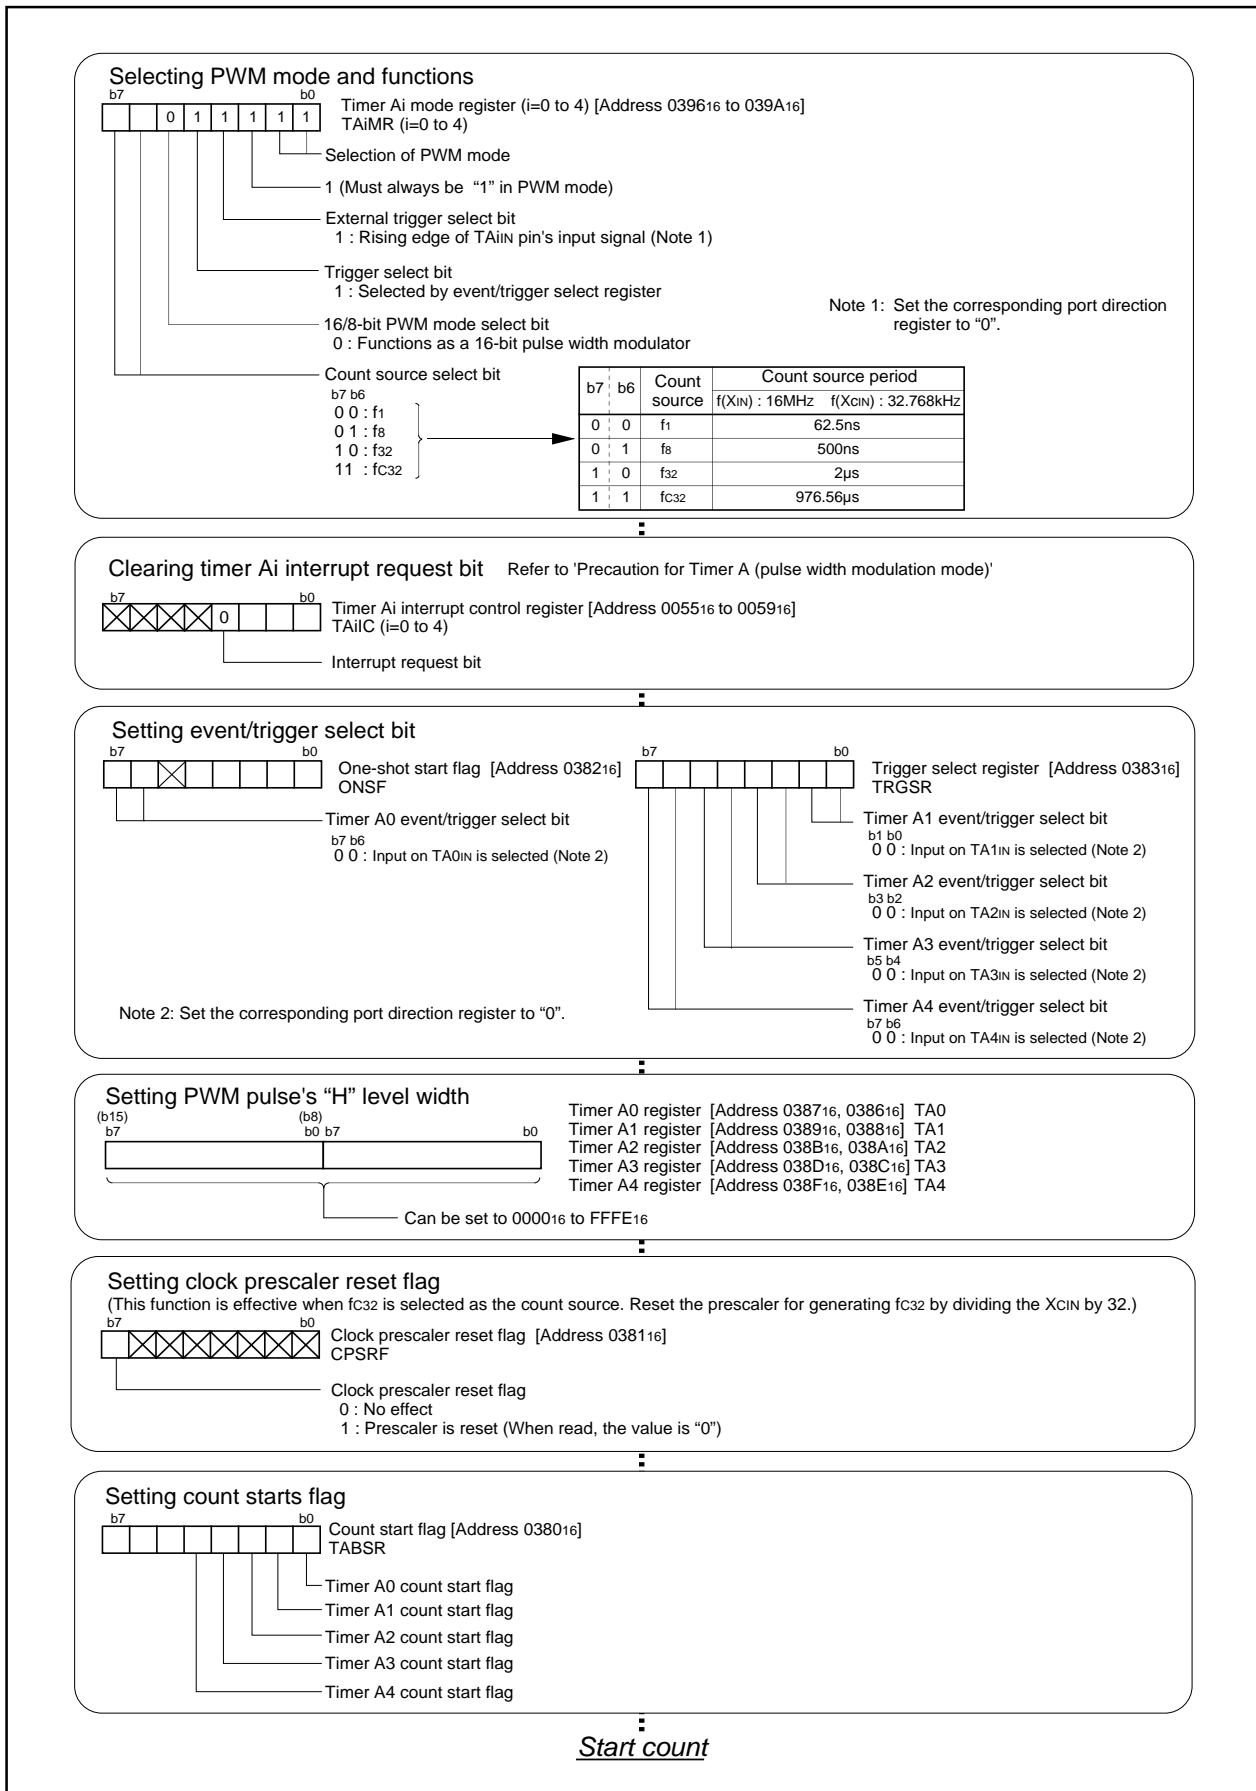 Selecting PWM mode and functions
b7 b0
0 1 1 1 1 1
Timer Ai mode register (i=0 to 4) [Address 039616 to 039A16]
TAiMR (i=0 to 4)
Selection of PWM mode
1 (Must always be “1” in PWM mode)
External trigger select bit
1 : Rising edge of TAiIN pin's input signal (Note 1)
Trigger select bit
1 : Selected by event/trigger select register
Note 1: Set the corresponding port direction
register to “0”.
16/8-bit PWM mode select bit
0 : Functions as a 16-bit pulse width modulator
Count source select bit
b7 b6
0 0 : f1
0 1 : f8
1 0 : f32
11 : fC32
b7 b6 Count source Count source period
f(XIN) : 16MHz f(XCIN) : 32.768kHz
0 0 f1 62.5ns
0 1 f8 500ns
1 0 f32 2µs
1 1 fC32 976.56µs
Clearing timer Ai interrupt request bit Refer to 'Precaution for Timer A (pulse width modulation mode)'
b7 b0
0
Timer Ai interrupt control register [Address 005516 to 005916]
TAiIC (i=0 to 4)
Interrupt request bit
Setting event/trigger select bit
b7 b0
One-shot start flag [Address 038216]
ONSF
Timer A0 event/trigger select bit
b7 b6
0 0 : Input on TA0IN is selected (Note 2)
b7 b0
Trigger select register [Address 038316]
TRGSR
Timer A1 event/trigger select bit
b1 b0
0 0 : Input on TA1IN is selected (Note 2)
Timer A2 event/trigger select bit
b3 b2
0 0 : Input on TA2IN is selected (Note 2)
Timer A3 event/trigger select bit
b5 b4
0 0 : Input on TA3IN is selected (Note 2)
Timer A4 event/trigger select bit
b7 b6
0 0 : Input on TA4IN is selected (Note 2)
Note 2: Set the corresponding port direction register to “0”.
Setting PWM pulse's “H” level width
(b15) (b8)
b7 b0 b7 b0
Timer A0 register [Address 038716, 038616] TA0
Timer A1 register [Address 038916, 038816] TA1
Timer A2 register [Address 038B16, 038A16] TA2
Timer A3 register [Address 038D16, 038C16] TA3
Timer A4 register [Address 038F16, 038E16] TA4
Can be set to 000016 to FFFE16
Setting clock prescaler reset flag
(This function is effective when fC32 is selected as the count source. Reset the prescaler for generating fC32 by dividing the XCIN by 32.)
b7 b0
Clock prescaler reset flag [Address 038116]
CPSRF
Clock prescaler reset flag
0 : No effect
1 : Prescaler is reset (When read, the value is “0”)
Setting count starts flag
b7 b0
Count start flag [Address 038016]
TABSR
Timer A0 count start flag
Timer A1 count start flag
Timer A2 count start flag
Timer A3 count start flag
Timer A4 count start flag
Start count